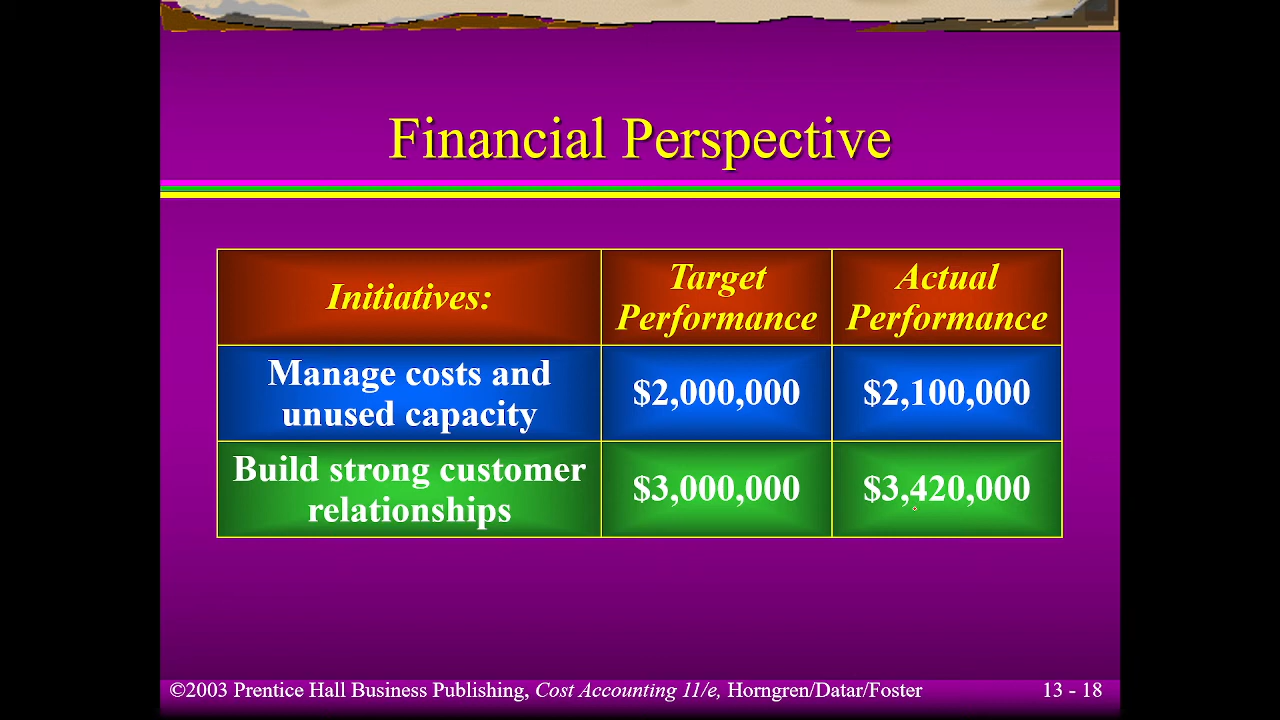 Financial Perspective
Initiatives:
Target
Performance
Actual
Performance
Manage costs and
unused capacity
$2,000,000
$2,100,000
Build strong customer
relationships
$3,000,000
$3,420,000
©2003 Prentice Hall Business Publishing, Cost Accounting 11/e, Horngren/Datar/Foster
13 - 18